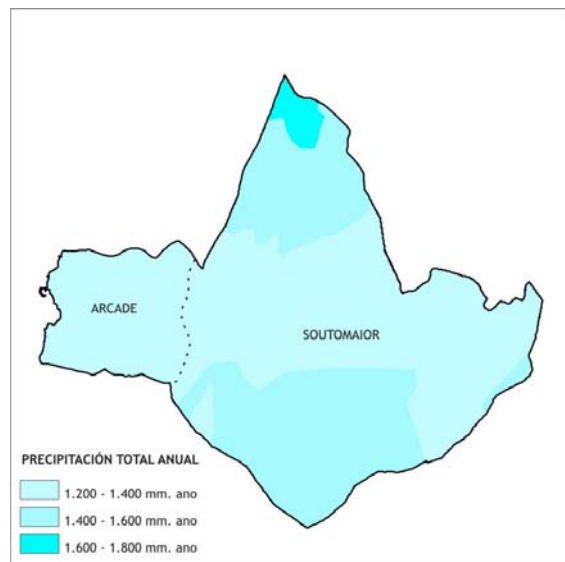 ARCADE
SOUTOMAIOR
PRECIPITACIÓN TOTAL ANUAL
1.200 - 1.400 mm. ano
1.400 - 1.600 mm. ano
1.600 - 1.800 mm. ano